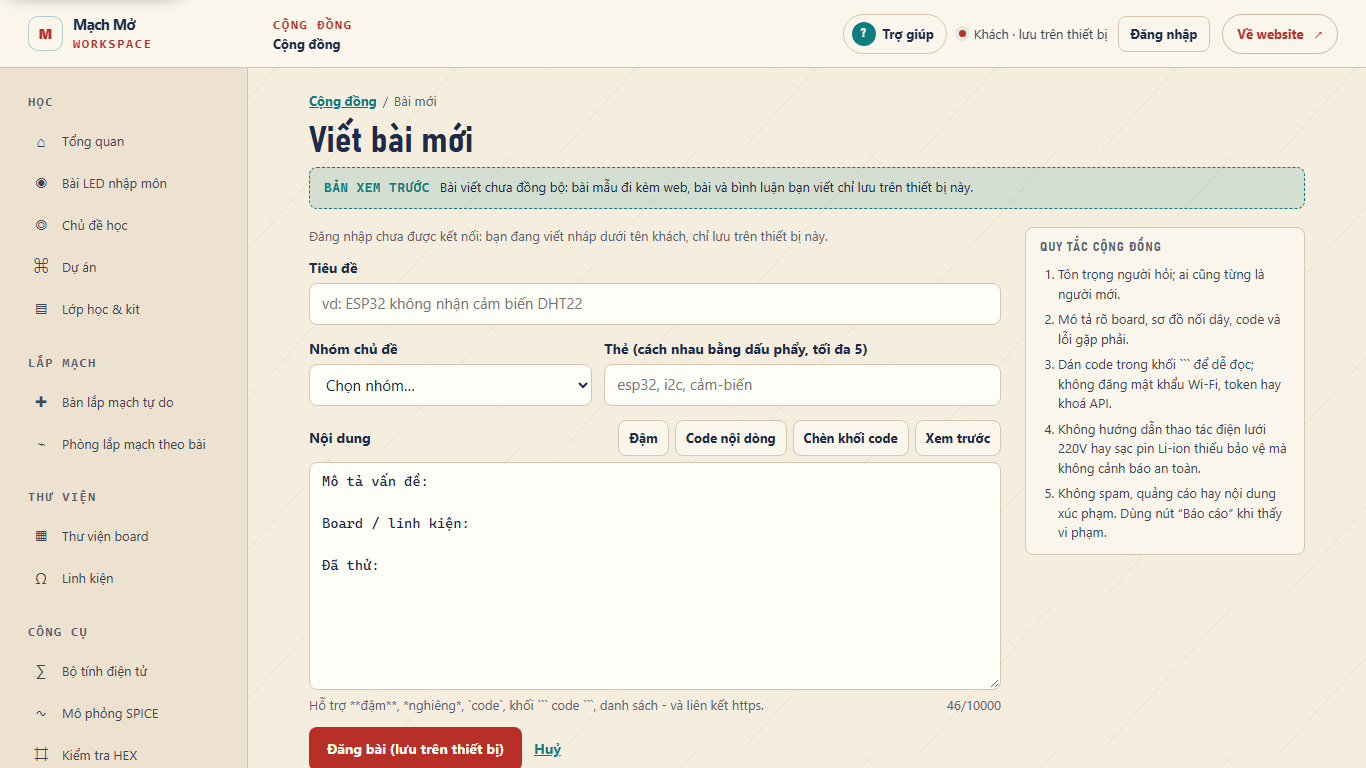 M
Mạch Mở
WORKSPACE
CỘNG ĐỒNG
Cộng đồng
? Trợ giúp
Khách · lưu trên thiết bị
Đăng nhập
Về website ↗
HỌC
Tổng quan
Bài LED nhập môn
Chủ đề học
Dự án
Lớp học & kit
LẮP MẠCH
Bàn lắp mạch tự do
Phòng lắp mạch theo bài
THƯ VIỆN
Thư viện board
Linh kiện
CÔNG CỤ
Bộ tính điện tử
Mô phỏng SPICE
Kiểm tra HEX
Cộng đồng / Bài mới
Viết bài mới
BẢN XEM TRƯỚC Bài viết chưa đồng bộ: bài mẫu đi kèm web, bài và bình luận bạn viết chỉ lưu trên thiết bị này.
Đăng nhập chưa được kết nối: bạn đang viết nháp dưới tên khách, chỉ lưu trên thiết bị này.
Tiêu đề
vd: ESP32 không nhận cảm biến DHT22
Nhóm chủ đề
Thẻ (cách nhau bằng dấu phẩy, tối đa 5)
Chọn nhóm...
esp32, i2c, cảm-biến
Nội dung
Đậm
Code nội dòng
Chèn khối code
Xem trước
Mô tả vấn đề:
Board / linh kiện:
Đã thử:
Hỗ trợ **đậm**, *nghiêng*, `code`, khối ``` code ```, danh sách - và liên kết https.
46/10000
Đăng bài (lưu trên thiết bị)
Huỷ
QUY TẮC CỘNG ĐỒNG
1. Tôn trọng người hỏi; ai cũng từng là
người mới.
2. Mô tả rõ board, sơ đồ nối dây, code và
lỗi gặp phải.
3. Dán code trong khối ``` để dễ đọc;
không đăng mật khẩu Wi-Fi, token hay
khoá API.
4. Không hướng dẫn thao tác điện lưới
220V hay sạc pin Li-ion thiếu bảo vệ mà
không cảnh báo an toàn.
5. Không spam, quảng cáo hay nội dung
xúc phạm. Dùng nút “Báo cáo” khi thấy
vi phạm.